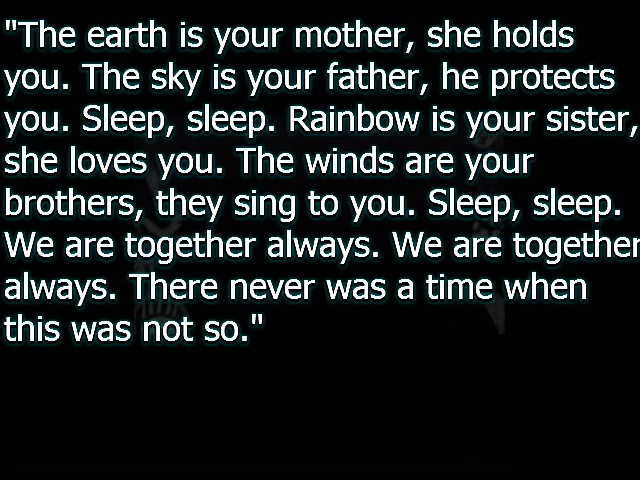 "The earth is your mother, she holds
you. The sky is your father, he protects
you. Sleep, sleep. Rainbow is your sister,
she loves you. The winds are your
brothers, they sing to you. Sleep, sleep.
We are together always. We are together
always. There never was a time when
this was not so."